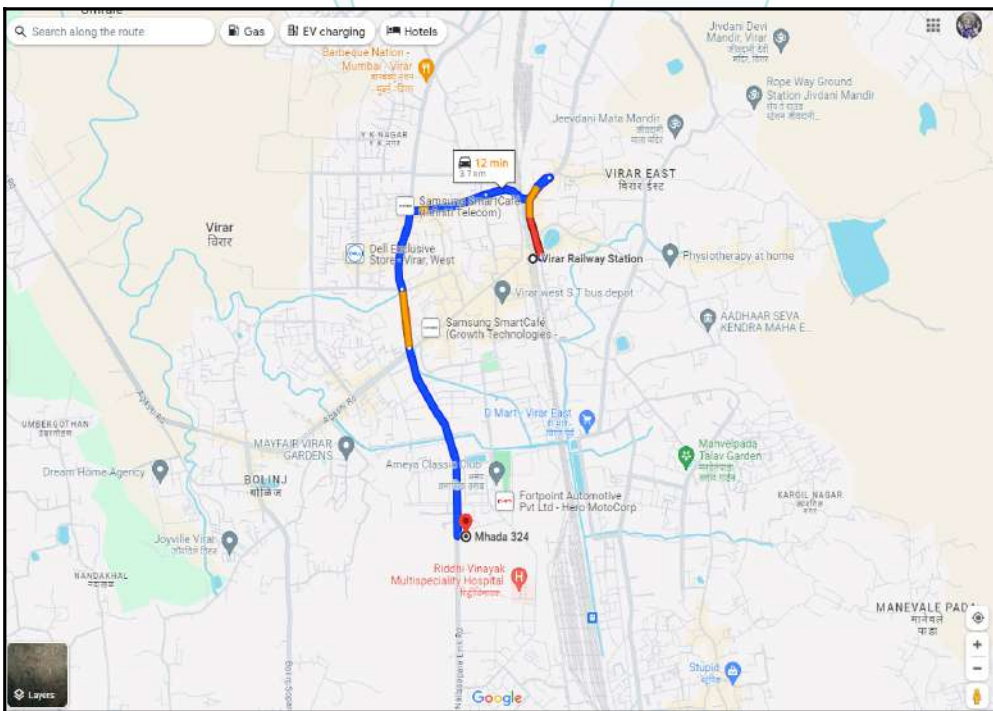 Search along the route
Gas
EV charging
Hotels
Jivdani Devi
Mandir, Virar
Barbeque Nation -
Mumbai - Virar
Rope Way Ground
Station Jivdani Mandir
Y K NAGAR
Jeevdani Mata Mandir
12 min
3.7 km
VIRAR EAST
विरार ईस्ट
Samsung SmartCafé
(Infiniti Telecom)
Virar
विरार
Dell Exclusive
Store, Virar, West
Virar Railway Station
Physiotherapy at home
Virar west S.T bus depot
Samsung SmartCafé
(Growth Technologies -
AADHAAR SEVA
KENDRA MAHA E...
Agashi Rd
D Mart - Virar East
UMBERGOTHAN
MAYFAIR VIRAR
GARDENS
Dream Home Agency
BOLINJ
बोळिंज
Ameya Classic Club
Manvelpada
Talav Garden
Fortpoint Automotive
Pvt Ltd - Hero MotoCorp
KARGIL NAGAR
Mhada 324
Joyville Virar
NANDAKHAL
Riddhi Vinayak
Multispeciality Hospital
MANEVALE PADA
मानेवले
पाडा
Stupid
Layers
Google